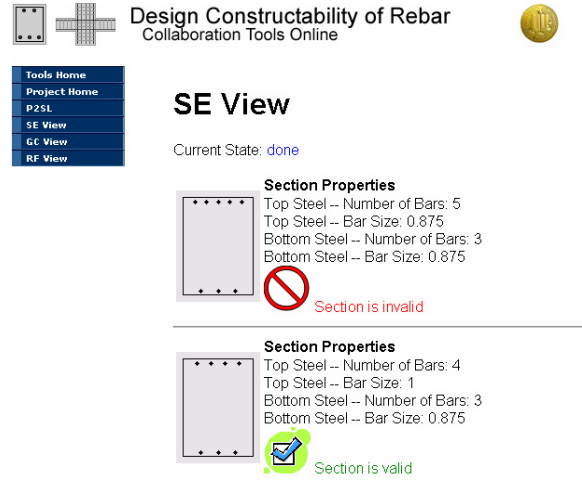 Design Constructability of Rebar
Collaboration Tools Online
Tools Home
Project Home
P2SL
SE View
GC View
RF View
SE View
Current State: done
Section Properties
Top Steel -- Number of Bars: 5
Top Steel -- Bar Size: 0.875
Bottom Steel -- Number of Bars: 3
Bottom Steel -- Bar Size: 0.875
Section is invalid
Section Properties
Top Steel -- Number of Bars: 4
Top Steel -- Bar Size: 1
Bottom Steel -- Number of Bars: 3
Bottom Steel -- Bar Size: 0.875
Section is valid